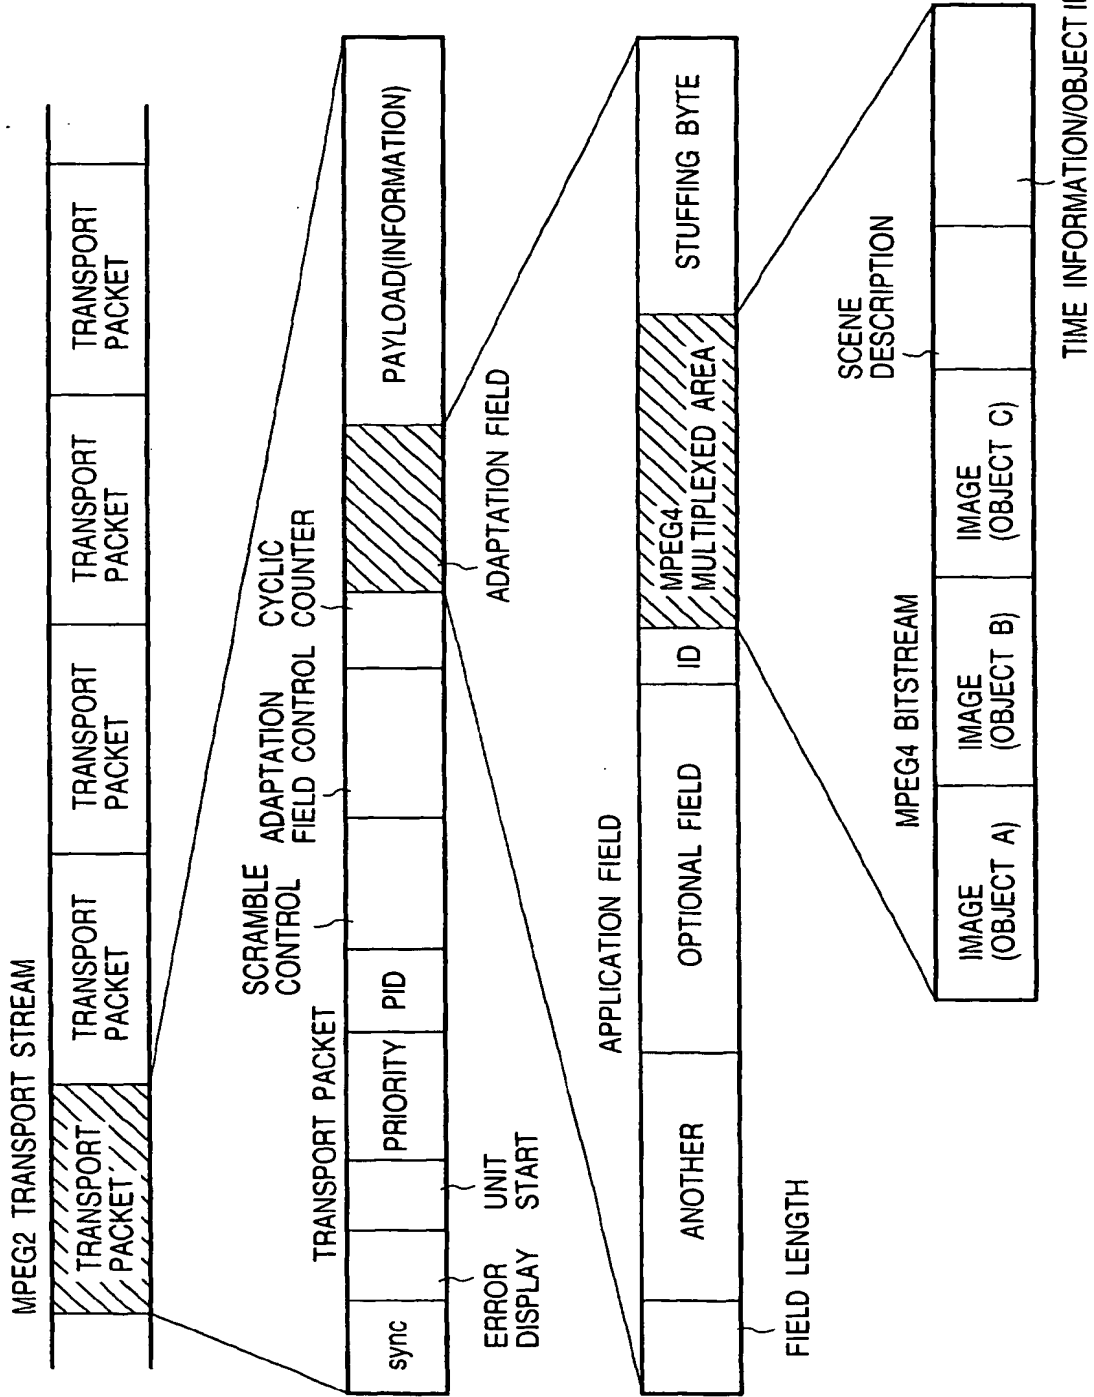 MPEG2 TRANSPORT STREAM
TRANSPORT
PACKET
TRANSPORT
PACKET
TRANSPORT
PACKET
TRANSPORT
PACKET
TRANSPORT
PACKET
TRANSPORT PACKET
SCRAMBLE
CONTROL
ADAPTATION
FIELD CONTROL
CYCLIC
COUNTER
sync
PRIORITY
PID
PAYLOAD(INFORMATION)
ERROR
DISPLAY
UNIT
START
ADAPTATION FIELD
APPLICATION FIELD
ANOTHER
OPTIONAL FIELD
ID
MPEG4
MULTIPLEXED AREA
STUFFING BYTE
FIELD LENGTH
MPEG4 BITSTREAM
SCENE
DESCRIPTION
IMAGE
(OBJECT A)
IMAGE
(OBJECT B)
IMAGE
(OBJECT C)
TIME INFORMATION/OBJECT